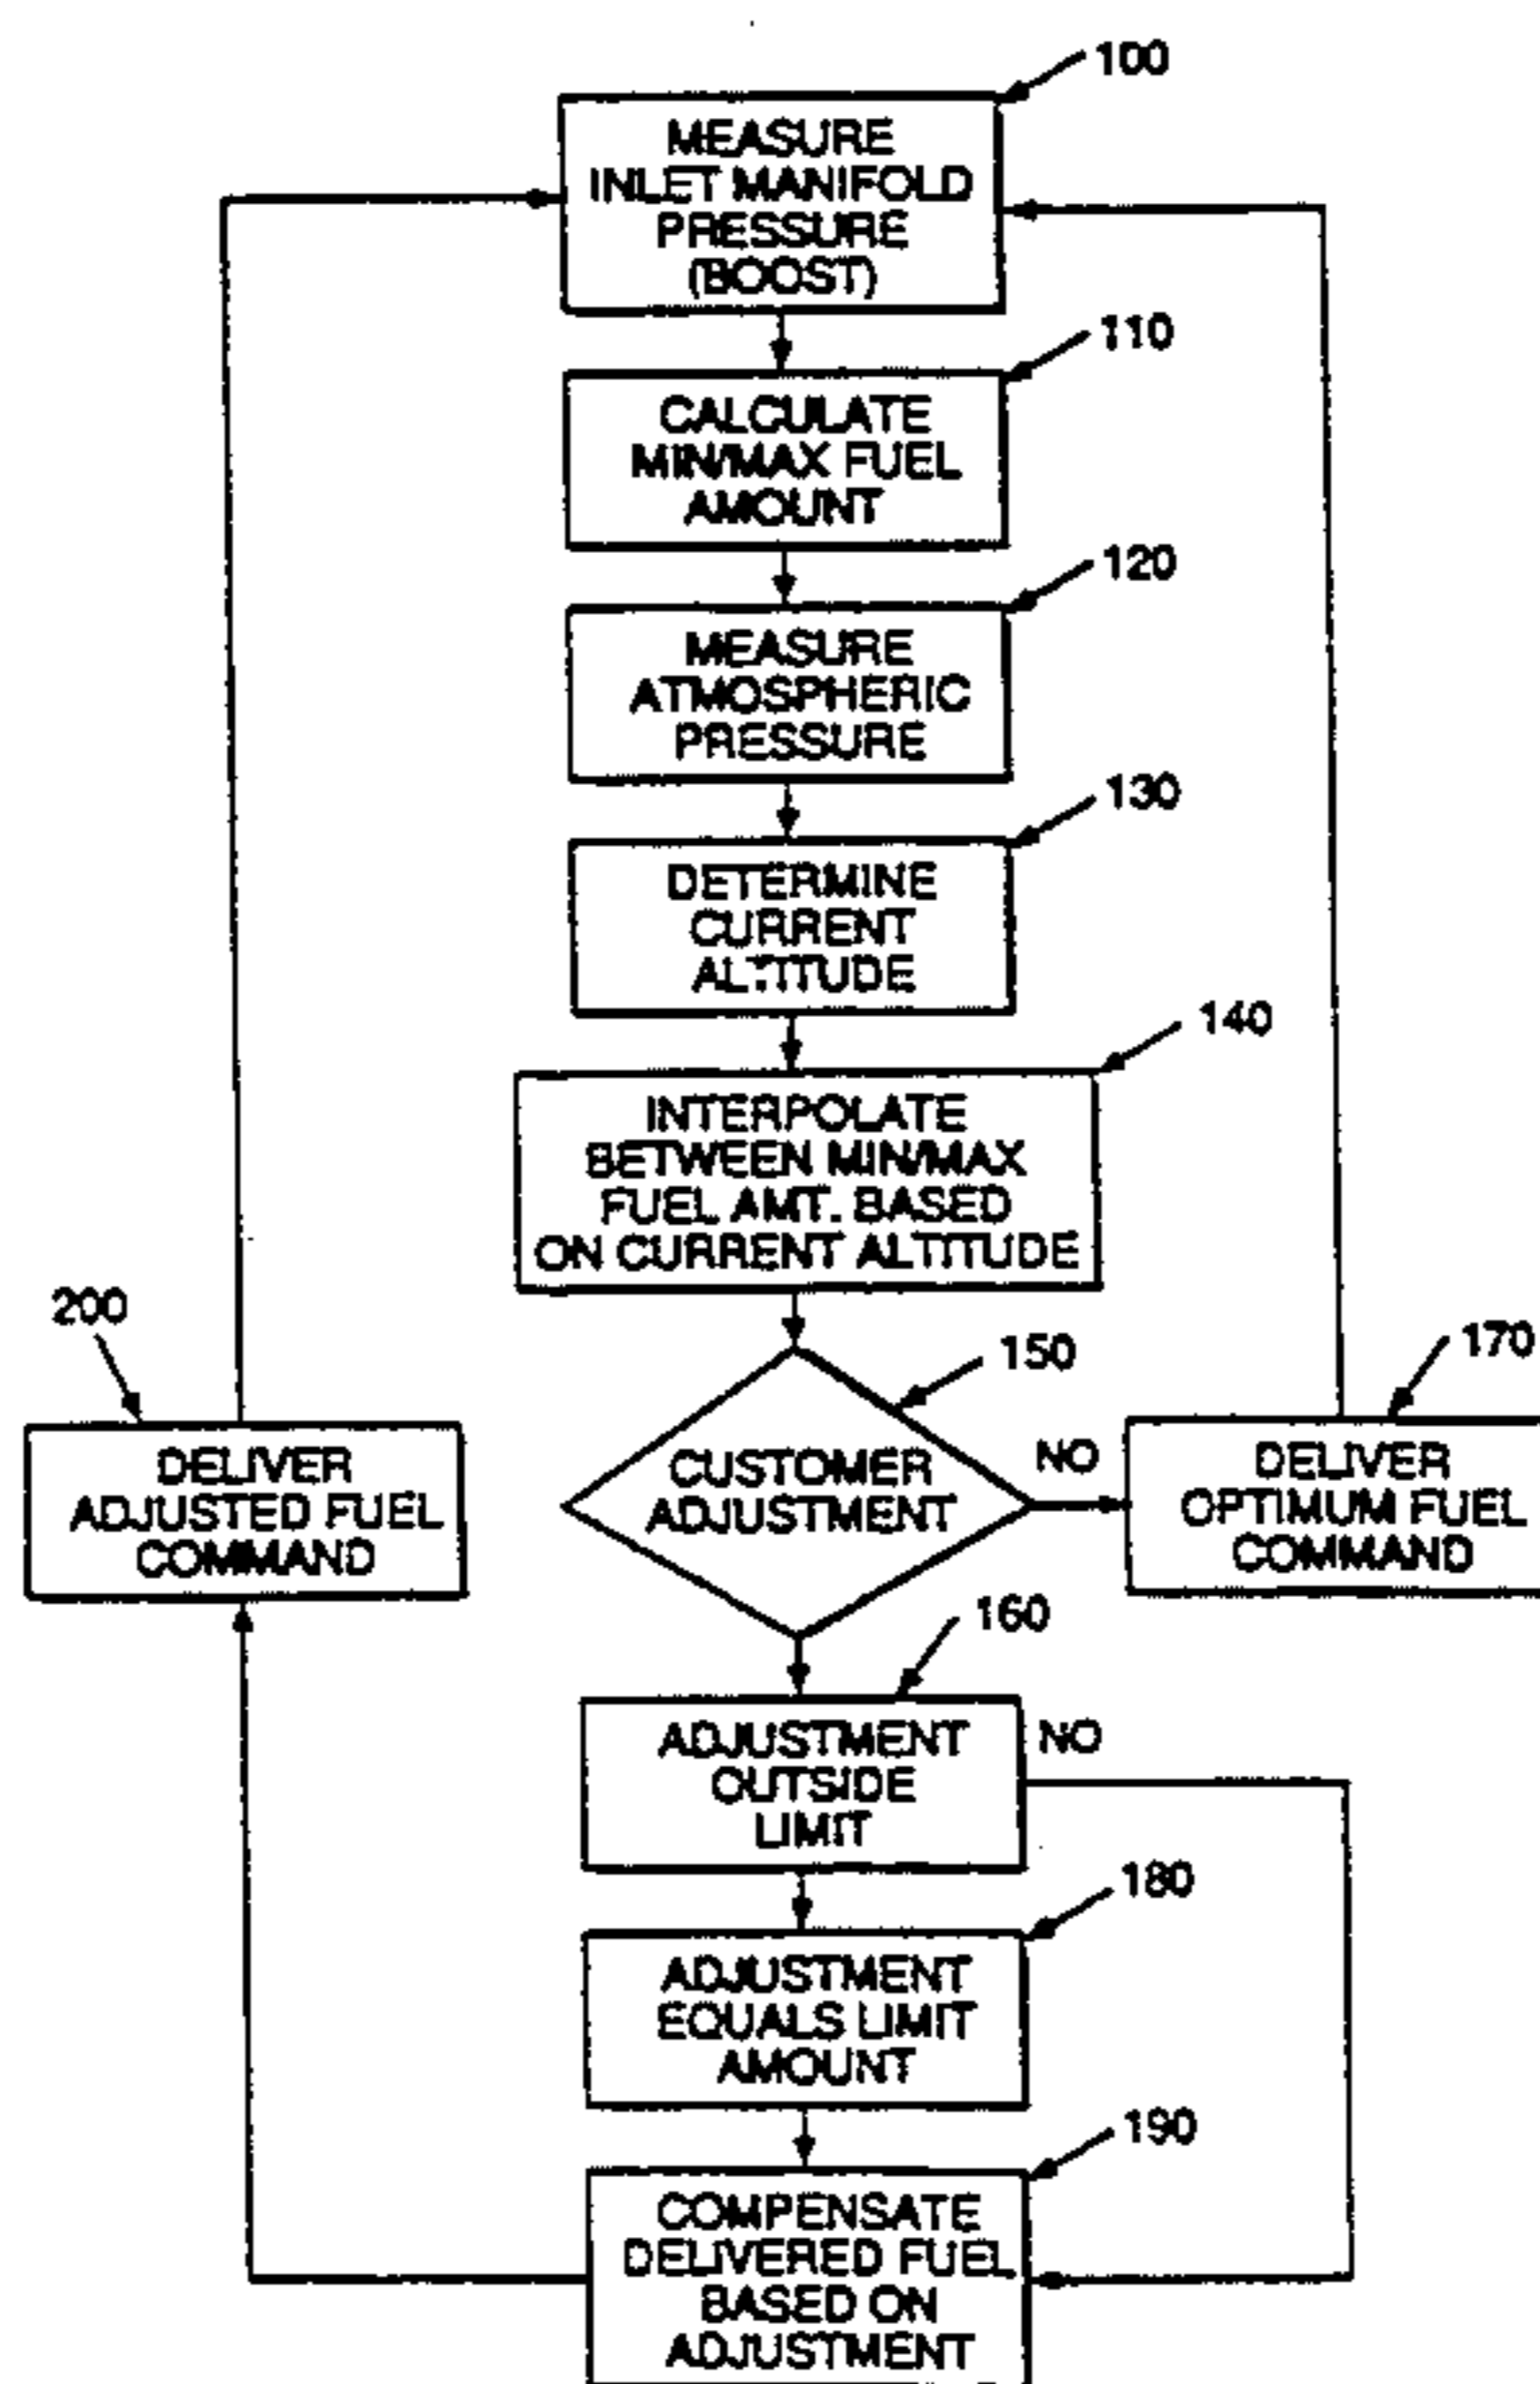 100
MEASURE
INLET MANIFOLD
PRESSURE
(BOOST)
110
CALCULATE
MIN/MAX FUEL
AMOUNT
120
MEASURE
ATMOSPHERIC
PRESSURE
130
DETERMINE
CURRENT
ALTITUDE
140
INTERPOLATE
BETWEEN MIN/MAX
FUEL AMT. BASED
ON CURRENT ALTITUDE
200
DELIVER
ADJUSTED FUEL
COMMAND
150
CUSTOMER
ADJUSTMENT
NO
170
DELIVER
OPTIMUM FUEL
COMMAND
160
ADJUSTMENT
OUTSIDE
LIMIT
NO
180
ADJUSTMENT
EQUALS LIMIT
AMOUNT
190
COMPENSATE
DELIVERED FUEL
BASED ON
ADJUSTMENT